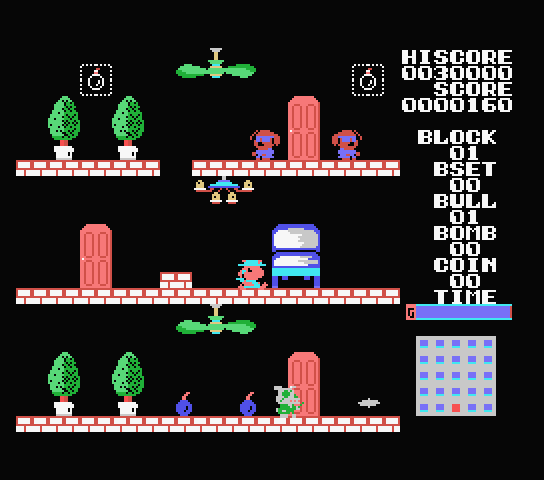 HISCORE
0030000
SCORE
0000160
BLOCK
01
BSET
00
BULL
01
BOMB
00
COIN
00
TIME
G